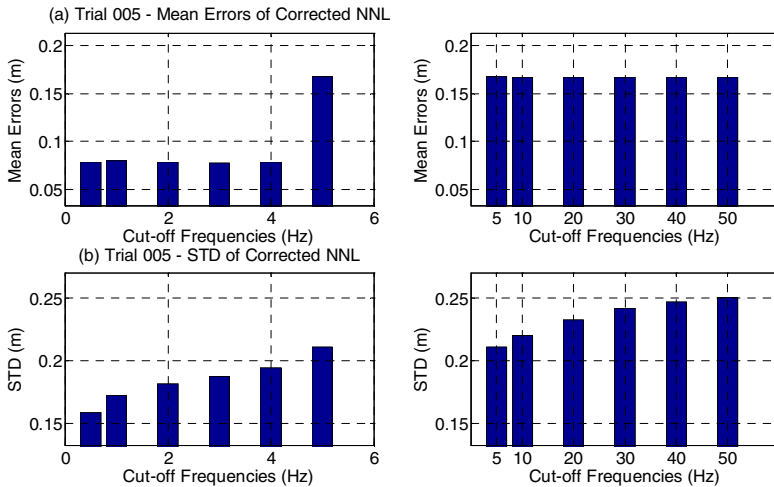 (a) Trial 005 - Mean Errors of Corrected NNL
Mean Errors (m)
0.2
0.15
0.1
0.05
0 2 4 6
Cut-off Frequencies (Hz)
Mean Errors (m)
0.2
0.15
0.1
0.05
5 10 20 30 40 50
Cut-off Frequencies (Hz)
(b) Trial 005 - STD of Corrected NNL
STD (m)
0.25
0.2
0.15
0 2 4 6
Cut-off Frequencies (Hz)
STD (m)
0.25
0.2
0.15
5 10 20 30 40 50
Cut-off Frequencies (Hz)